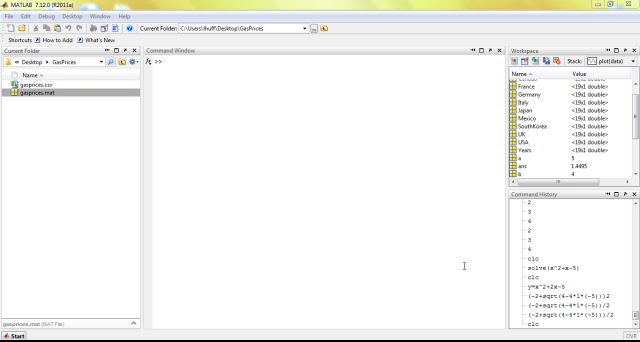 MATLAB 7.12.0 (R2011a)
File Edit Debug Desktop Window Help
Current Folder: C:\Users\lhuff\Desktop\GasPrices
Shortcuts How to Add What's New
Current Folder
« Desktop ▸ GasPrices
Name
gasprices.csv
gasprices.mat
gasprices.mat (MAT File)
Command Window
fx >>
Workspace
Stack: plot(data)
Name Value
France <19x1 double>
Germany <19x1 double>
Italy <19x1 double>
Japan <19x1 double>
Mexico <19x1 double>
SouthKorea <19x1 double>
UK <19x1 double>
USA <19x1 double>
Years <19x1 double>
a 5
ans 1.4495
b 4
Command History
2
3
4
2
3
4
clc
solve(x^2+x-5)
clc
y=x^2+2x-5
(-2+sqrt(4-4*1*(-5)))2
(-2+sqrt(4-4*1*(-5))/2
(-2+sqrt(4-4*1*(-5)))/2
clc
Start
OVR